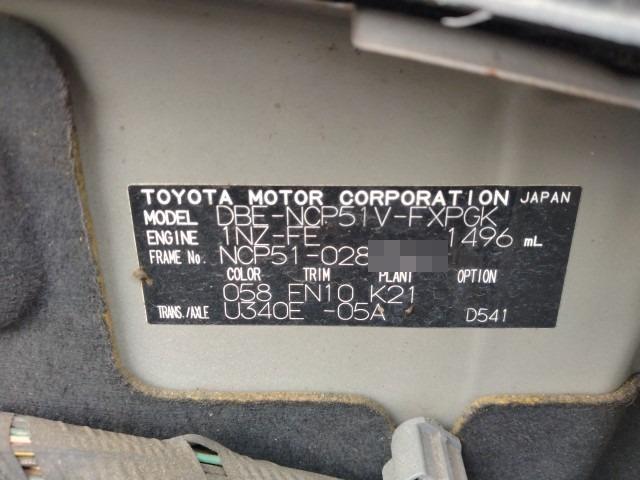 TOYOTA MOTOR CORPORATION JAPAN
MODEL DBE-NCP51V-FXPGK
ENGINE 1NZ-FE 1496 mL
FRAME No. NCP51-028
COLOR TRIM PLANT OPTION
058 EN10 K21
TRANS./AXLE U340E -05A D541